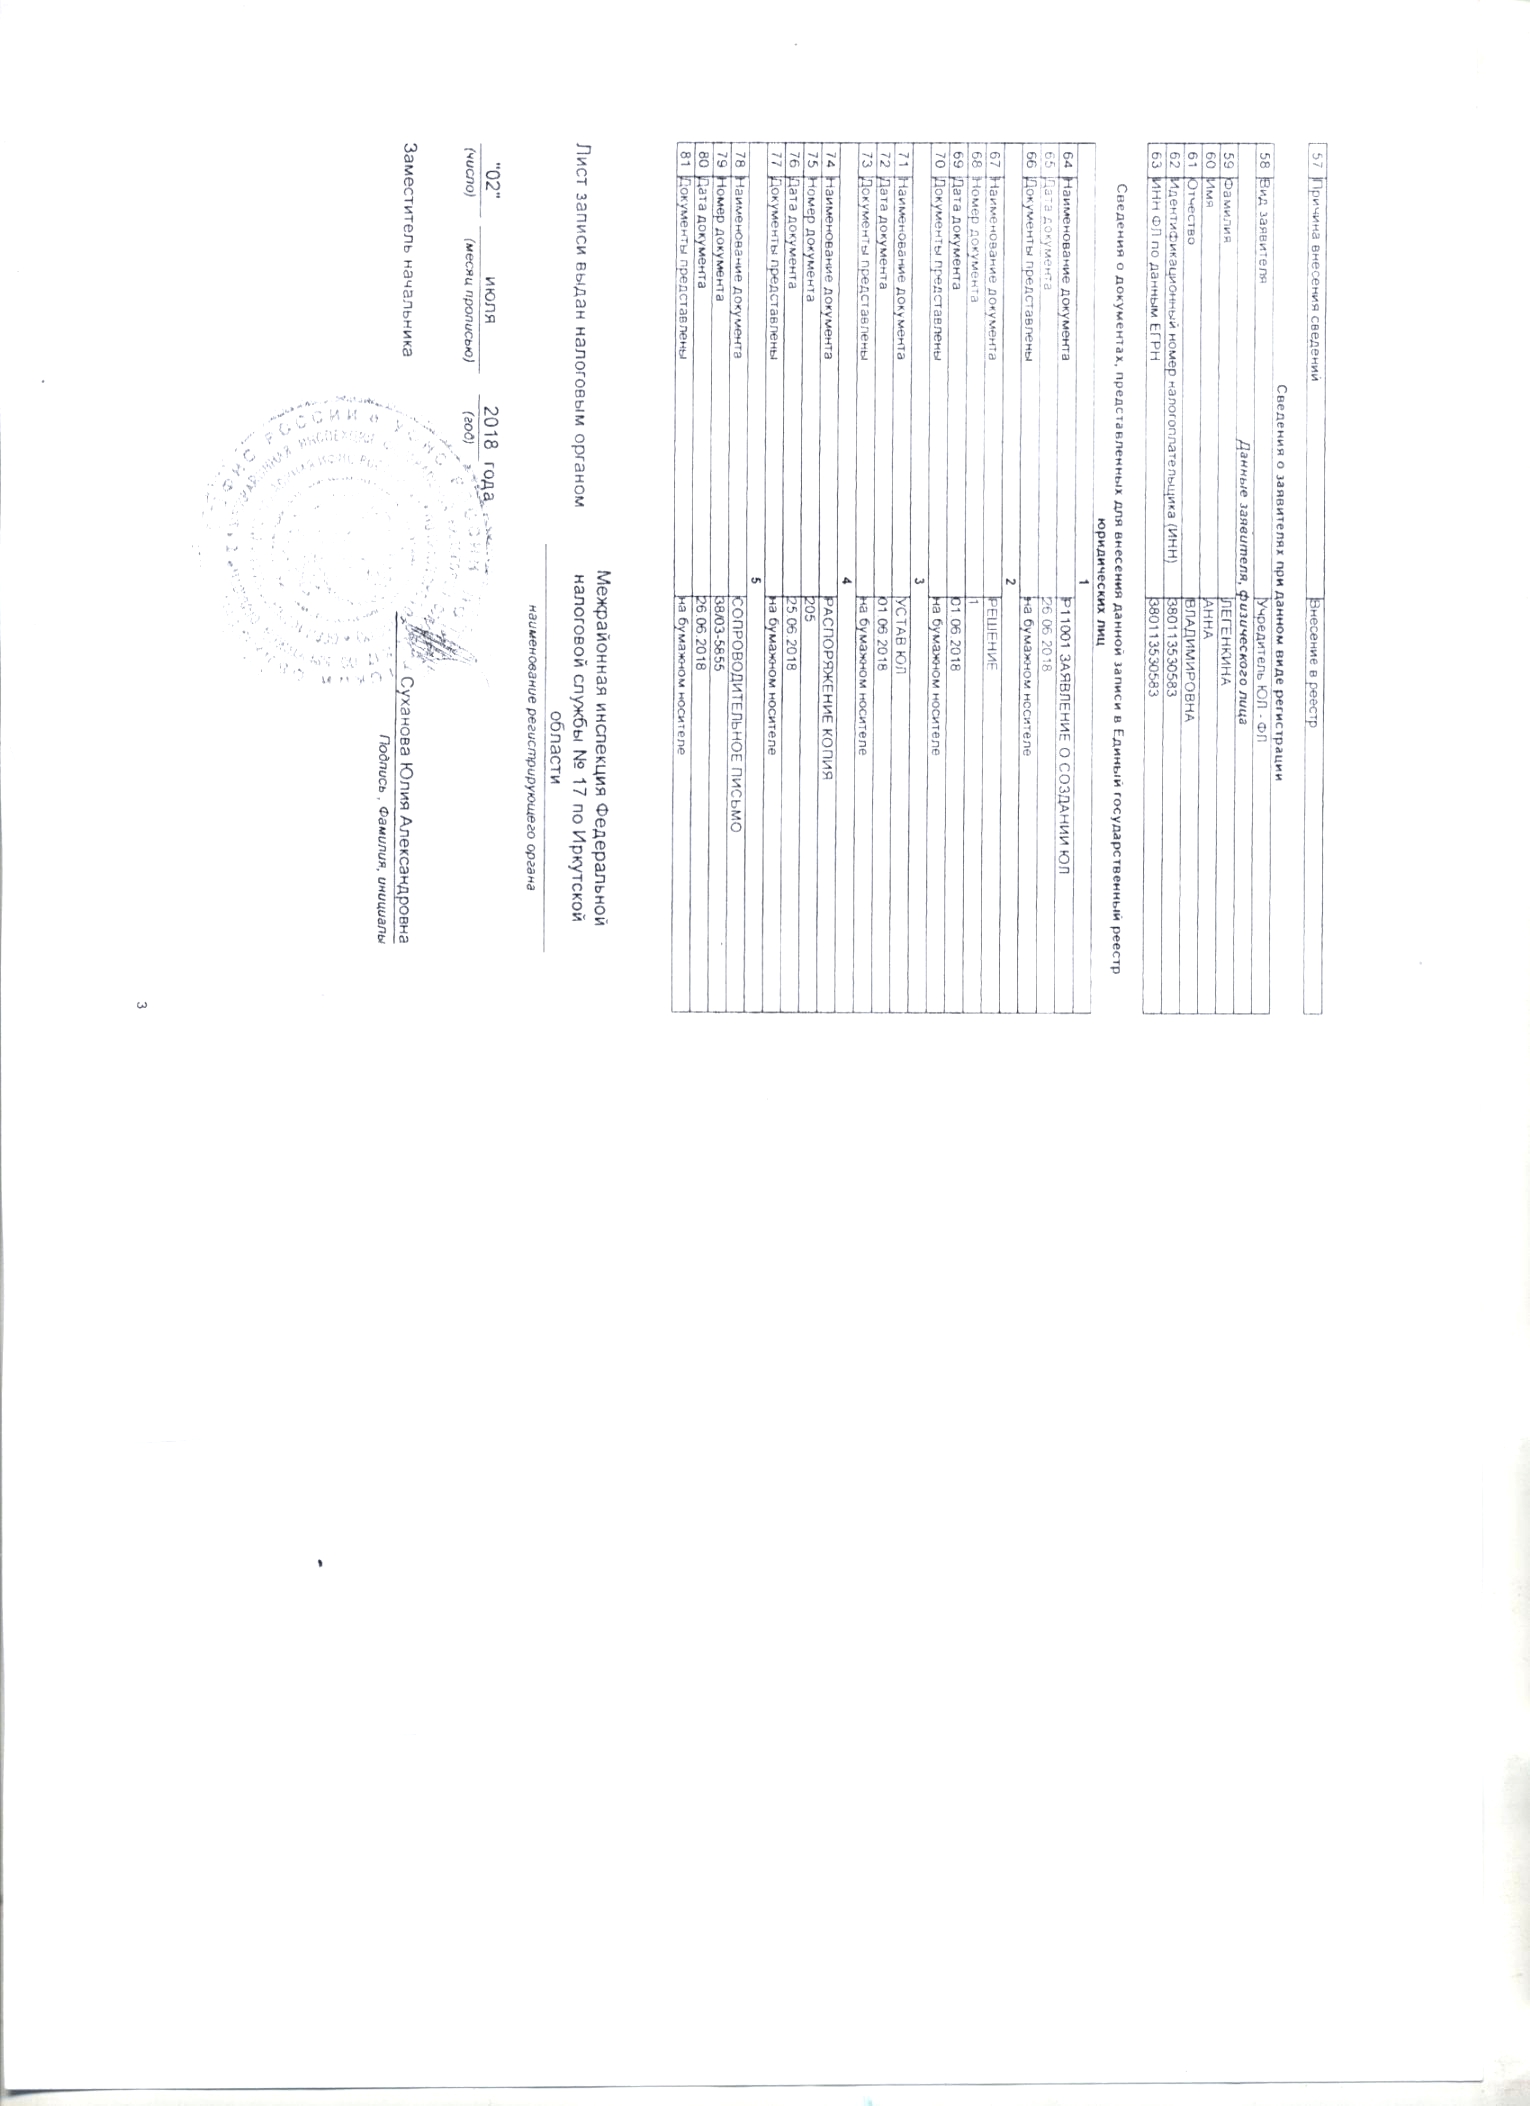 57 Причина внесения сведений Внесение в реестр
Сведения о заявителях при данном виде регистрации
58 Вид заявителя Учредитель ЮЛ - ФЛ
Данные заявителя, физического лица
59 Фамилия ЛЕГЕНКИНА
60 Имя АННА
61 Отчество ВЛАДИМИРОВНА
62 Идентификационный номер налогоплательщика (ИНН) 380113530583
63 ИНН ФЛ по данным ЕГРН 380113530583
Сведения о документах, представленных для внесения данной записи в Единый государственный реестр
юридических лиц
1
64 Наименование документа Р11001 ЗАЯВЛЕНИЕ О СОЗДАНИИ ЮЛ
65 Дата документа 26.06.2018
66 Документы представлены на бумажном носителе
2
67 Наименование документа РЕШЕНИЕ
68 Номер документа 1
69 Дата документа 01.06.2018
70 Документы представлены на бумажном носителе
3
71 Наименование документа УСТАВ ЮЛ
72 Дата документа 01.06.2018
73 Документы представлены на бумажном носителе
4
74 Наименование документа РАСПОРЯЖЕНИЕ КОПИЯ
75 Номер документа 205
76 Дата документа 25.06.2018
77 Документы представлены на бумажном носителе
5
78 Наименование документа СОПРОВОДИТЕЛЬНОЕ ПИСЬМО
79 Номер документа 38/03-5855
80 Дата документа 26.06.2018
81 Документы представлены на бумажном носителе
Межрайонная инспекция Федеральной
Лист записи выдан налоговым органом налоговой службы № 17 по Иркутской
области
наименование регистрирующего органа
"02" июля 2018 года
(число) (месяц прописью) (год)
Заместитель начальника Суханова Юлия Александровна
Подпись , Фамилия, инициалы
3